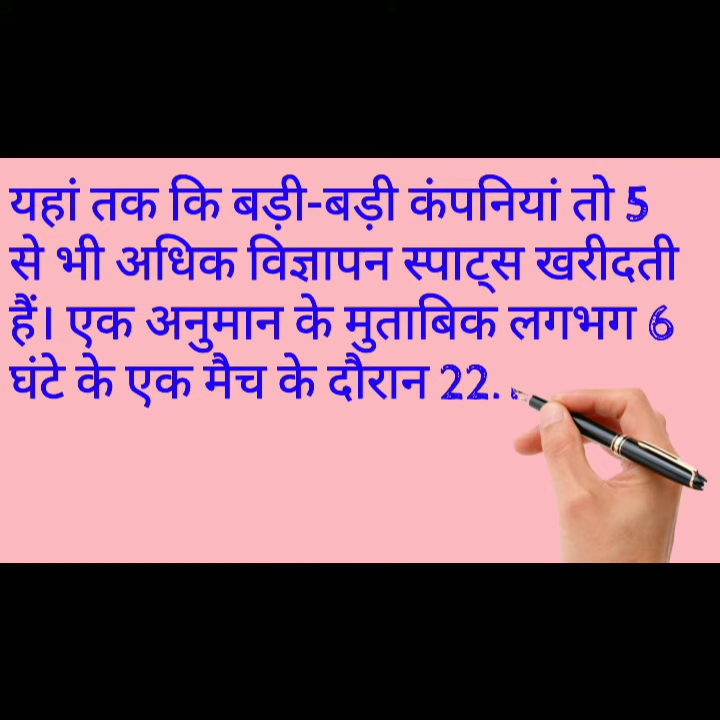 यहां तक कि बड़ी-बड़ी कंपनियां तो 5
से भी अधिक विज्ञापन स्पाट्स खरीदती
हैं। एक अनुमान के मुताबिक लगभग 6
घंटे के एक मैच के दौरान 22.